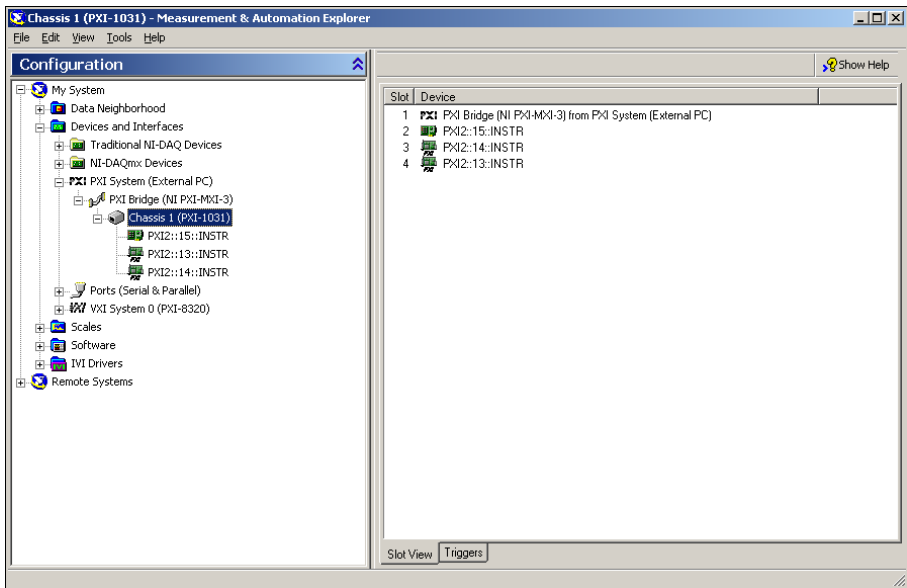 Chassis 1 (PXI-1031) - Measurement & Automation Explorer
File Edit View Tools Help
Configuration
Show Help
My System
Data Neighborhood
Devices and Interfaces
Traditional NI-DAQ Devices
NI-DAQmx Devices
PXI PXI System (External PC)
PXI Bridge (NI PXI-MXI-3)
Chassis 1 (PXI-1031)
PXI2::15::INSTR
PXI2::13::INSTR
PXI2::14::INSTR
Ports (Serial & Parallel)
VXI VXI System 0 (PXI-8320)
Scales
Software
IVI Drivers
Remote Systems
Slot Device
1 PXI PXI Bridge (NI PXI-MXI-3) from PXI System (External PC)
2 PXI2::15::INSTR
3 PXI2::14::INSTR
4 PXI2::13::INSTR
Slot View Triggers